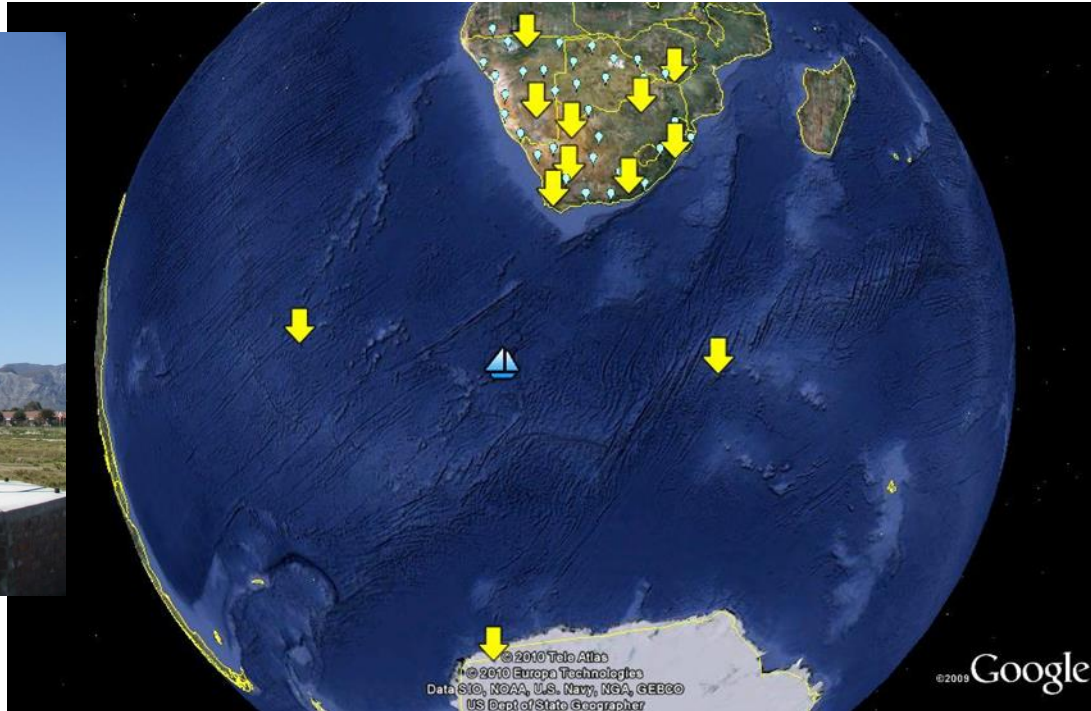 © 2010 Tele Atlas
© 2010 Europa Technologies
Data SIO, NOAA, U.S. Navy, NGA, GEBCO
US Dept of State Geographer
©2009 Google